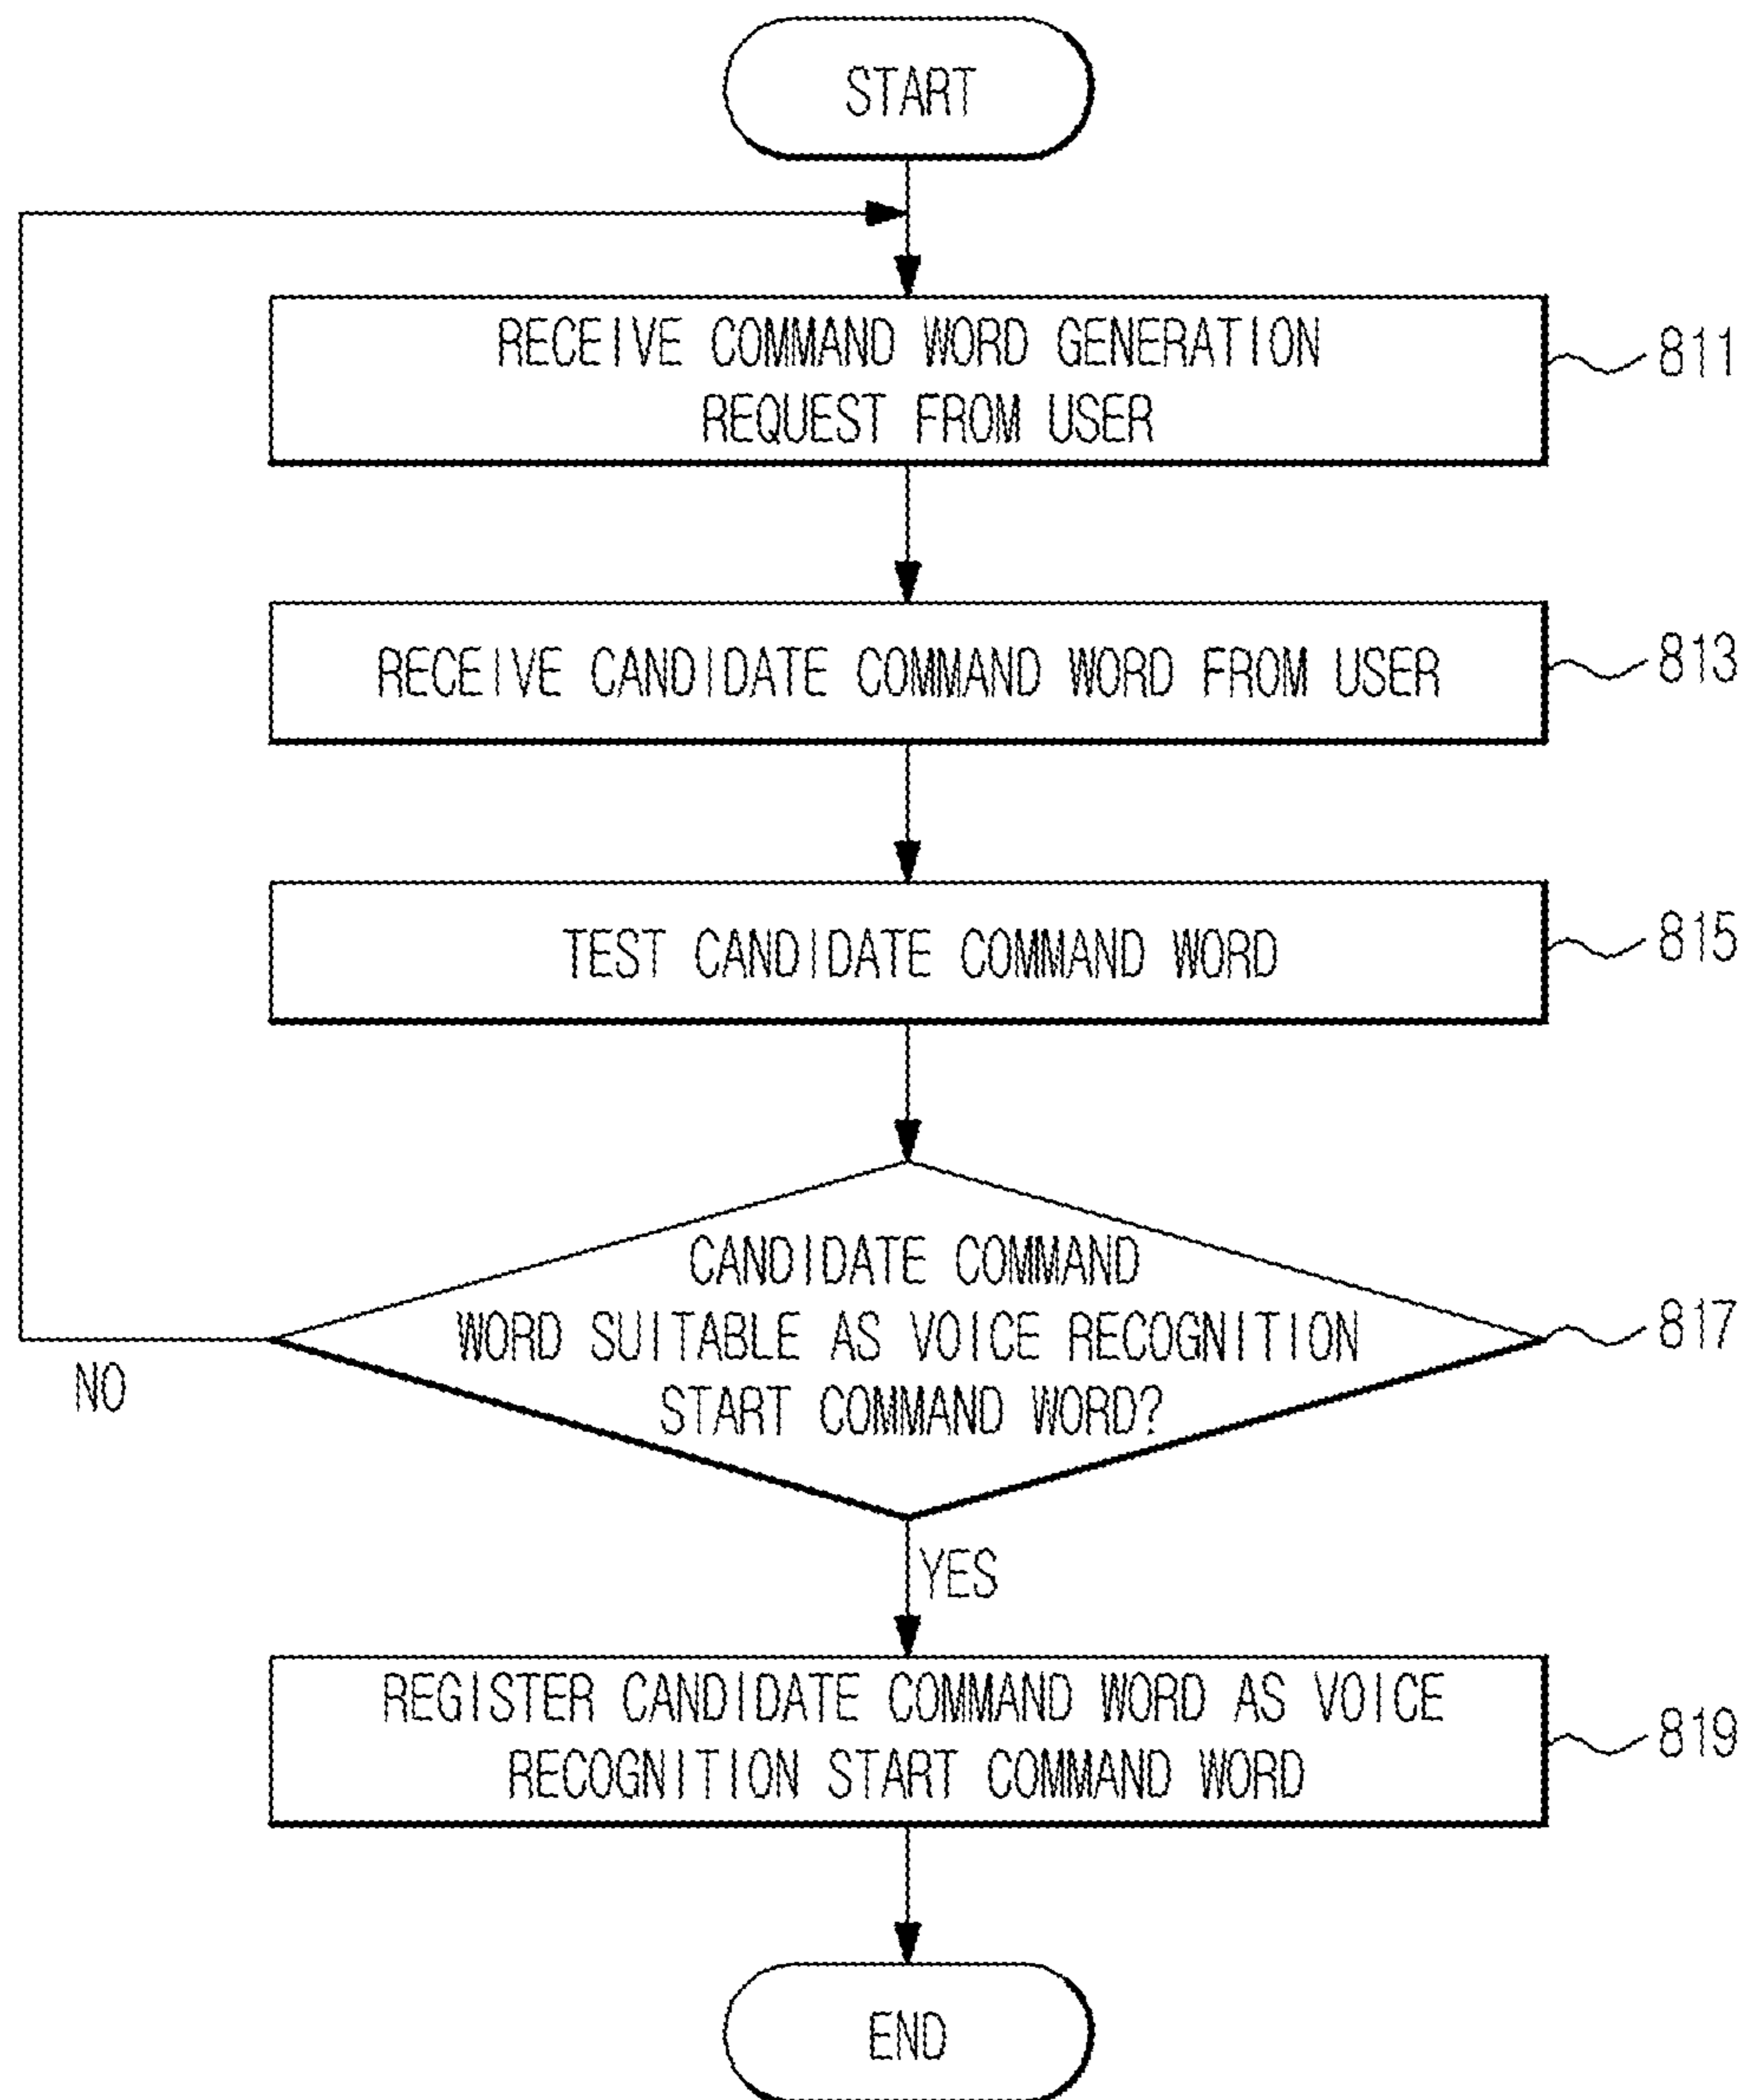 START
RECEIVE COMMAND WORD GENERATION
REQUEST FROM USER
811
RECEIVE CANDIDATE COMMAND WORD FROM USER
813
TEST CANDIDATE COMMAND WORD
815
CANDIDATE COMMAND
WORD SUITABLE AS VOICE RECOGNITION
START COMMAND WORD?
817
NO
YES
REGISTER CANDIDATE COMMAND WORD AS VOICE
RECOGNITION START COMMAND WORD
819
END